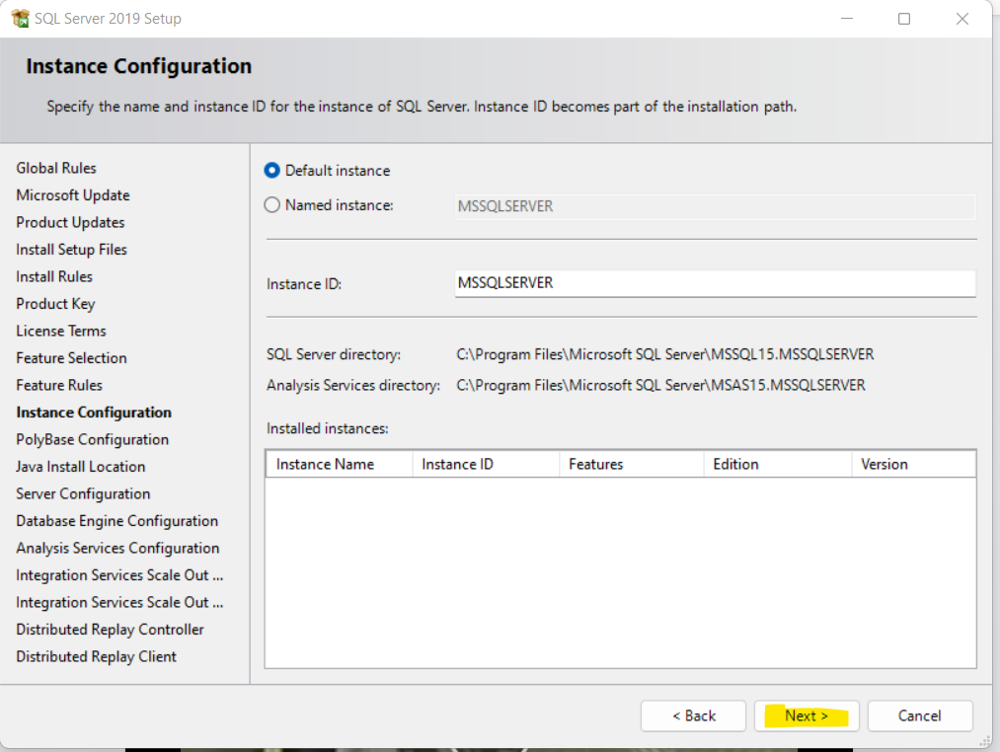 SQL Server 2019 Setup
Instance Configuration
Specify the name and instance ID for the instance of SQL Server. Instance ID becomes part of the installation path.
Global Rules
Microsoft Update
Product Updates
Install Setup Files
Install Rules
Product Key
License Terms
Feature Selection
Feature Rules
Instance Configuration
PolyBase Configuration
Java Install Location
Server Configuration
Database Engine Configuration
Analysis Services Configuration
Integration Services Scale Out ...
Integration Services Scale Out ...
Distributed Replay Controller
Distributed Replay Client
Default instance
Named instance: MSSQLSERVER
Instance ID: MSSQLSERVER
SQL Server directory: C:\Program Files\Microsoft SQL Server\MSSQL15.MSSQLSERVER
Analysis Services directory: C:\Program Files\Microsoft SQL Server\MSAS15.MSSQLSERVER
Installed instances:
Instance Name Instance ID Features Edition Version
< Back Next > Cancel